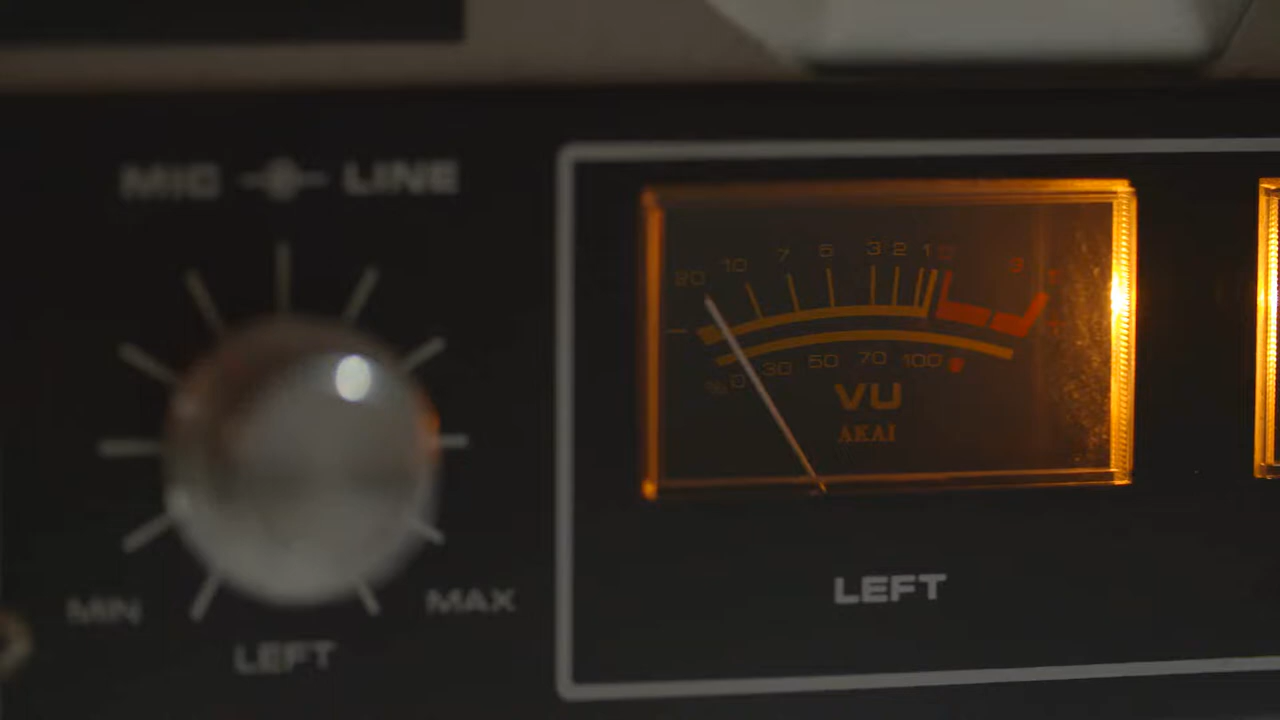 MIC LINE
MIN MAX
LEFT
20 10 7 5 3 2 1 0 3
% 0 30 50 70 100
VU
AKAI
LEFT